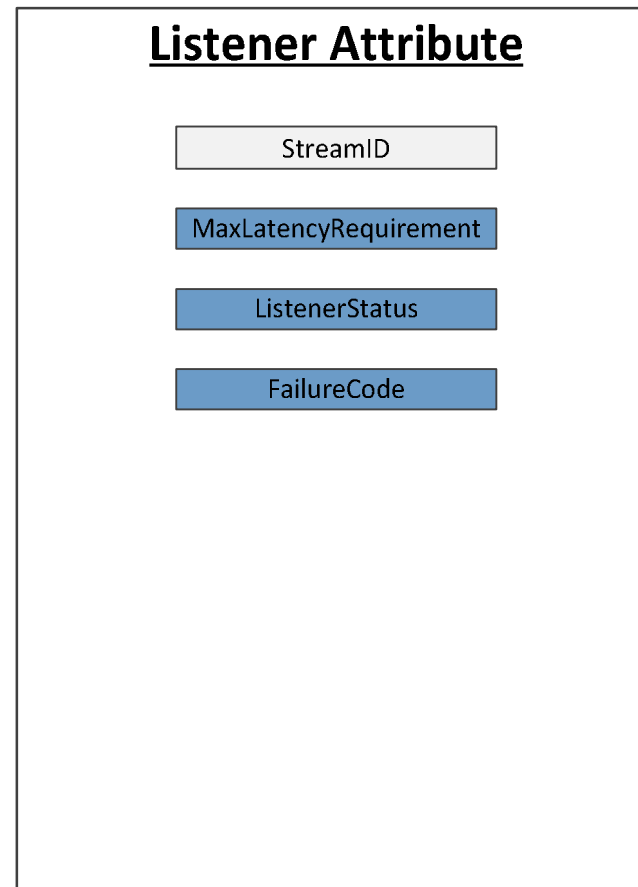 Listener Attribute
StreamID
MaxLatencyRequirement
ListenerStatus
FailureCode